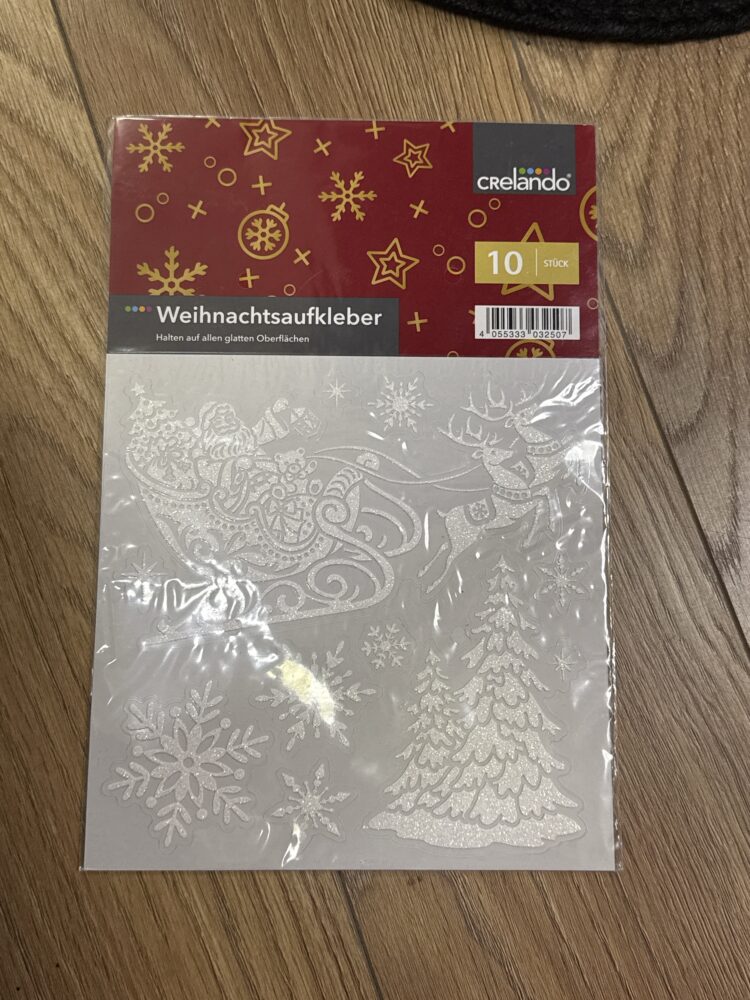 CRelando®
10 STÜCK
4 055333 032507
Weihnachtsaufkleber
Halten auf allen glatten Oberflächen